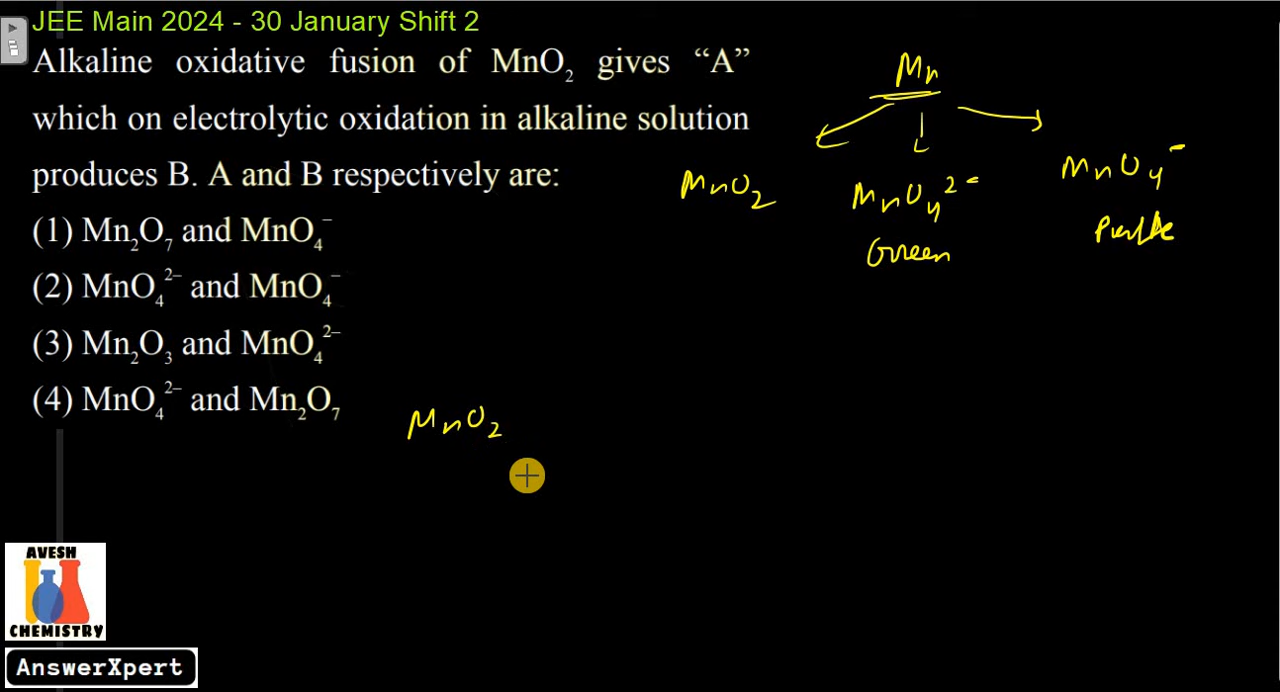 JEE Main 2024 - 30 January Shift 2
Alkaline oxidative fusion of MnO₂ gives “A”
which on electrolytic oxidation in alkaline solution
produces B. A and B respectively are:
(1) Mn₂O₇ and MnO₄⁻
(2) MnO₄²⁻ and MnO₄⁻
(3) Mn₂O₃ and MnO₄²⁻
(4) MnO₄²⁻ and Mn₂O₇
Mn
MnO₂
MnO₄²⁻
Green
MnO₄⁻
MnO₂
AVESH
CHEMISTRY
AnswerXpert